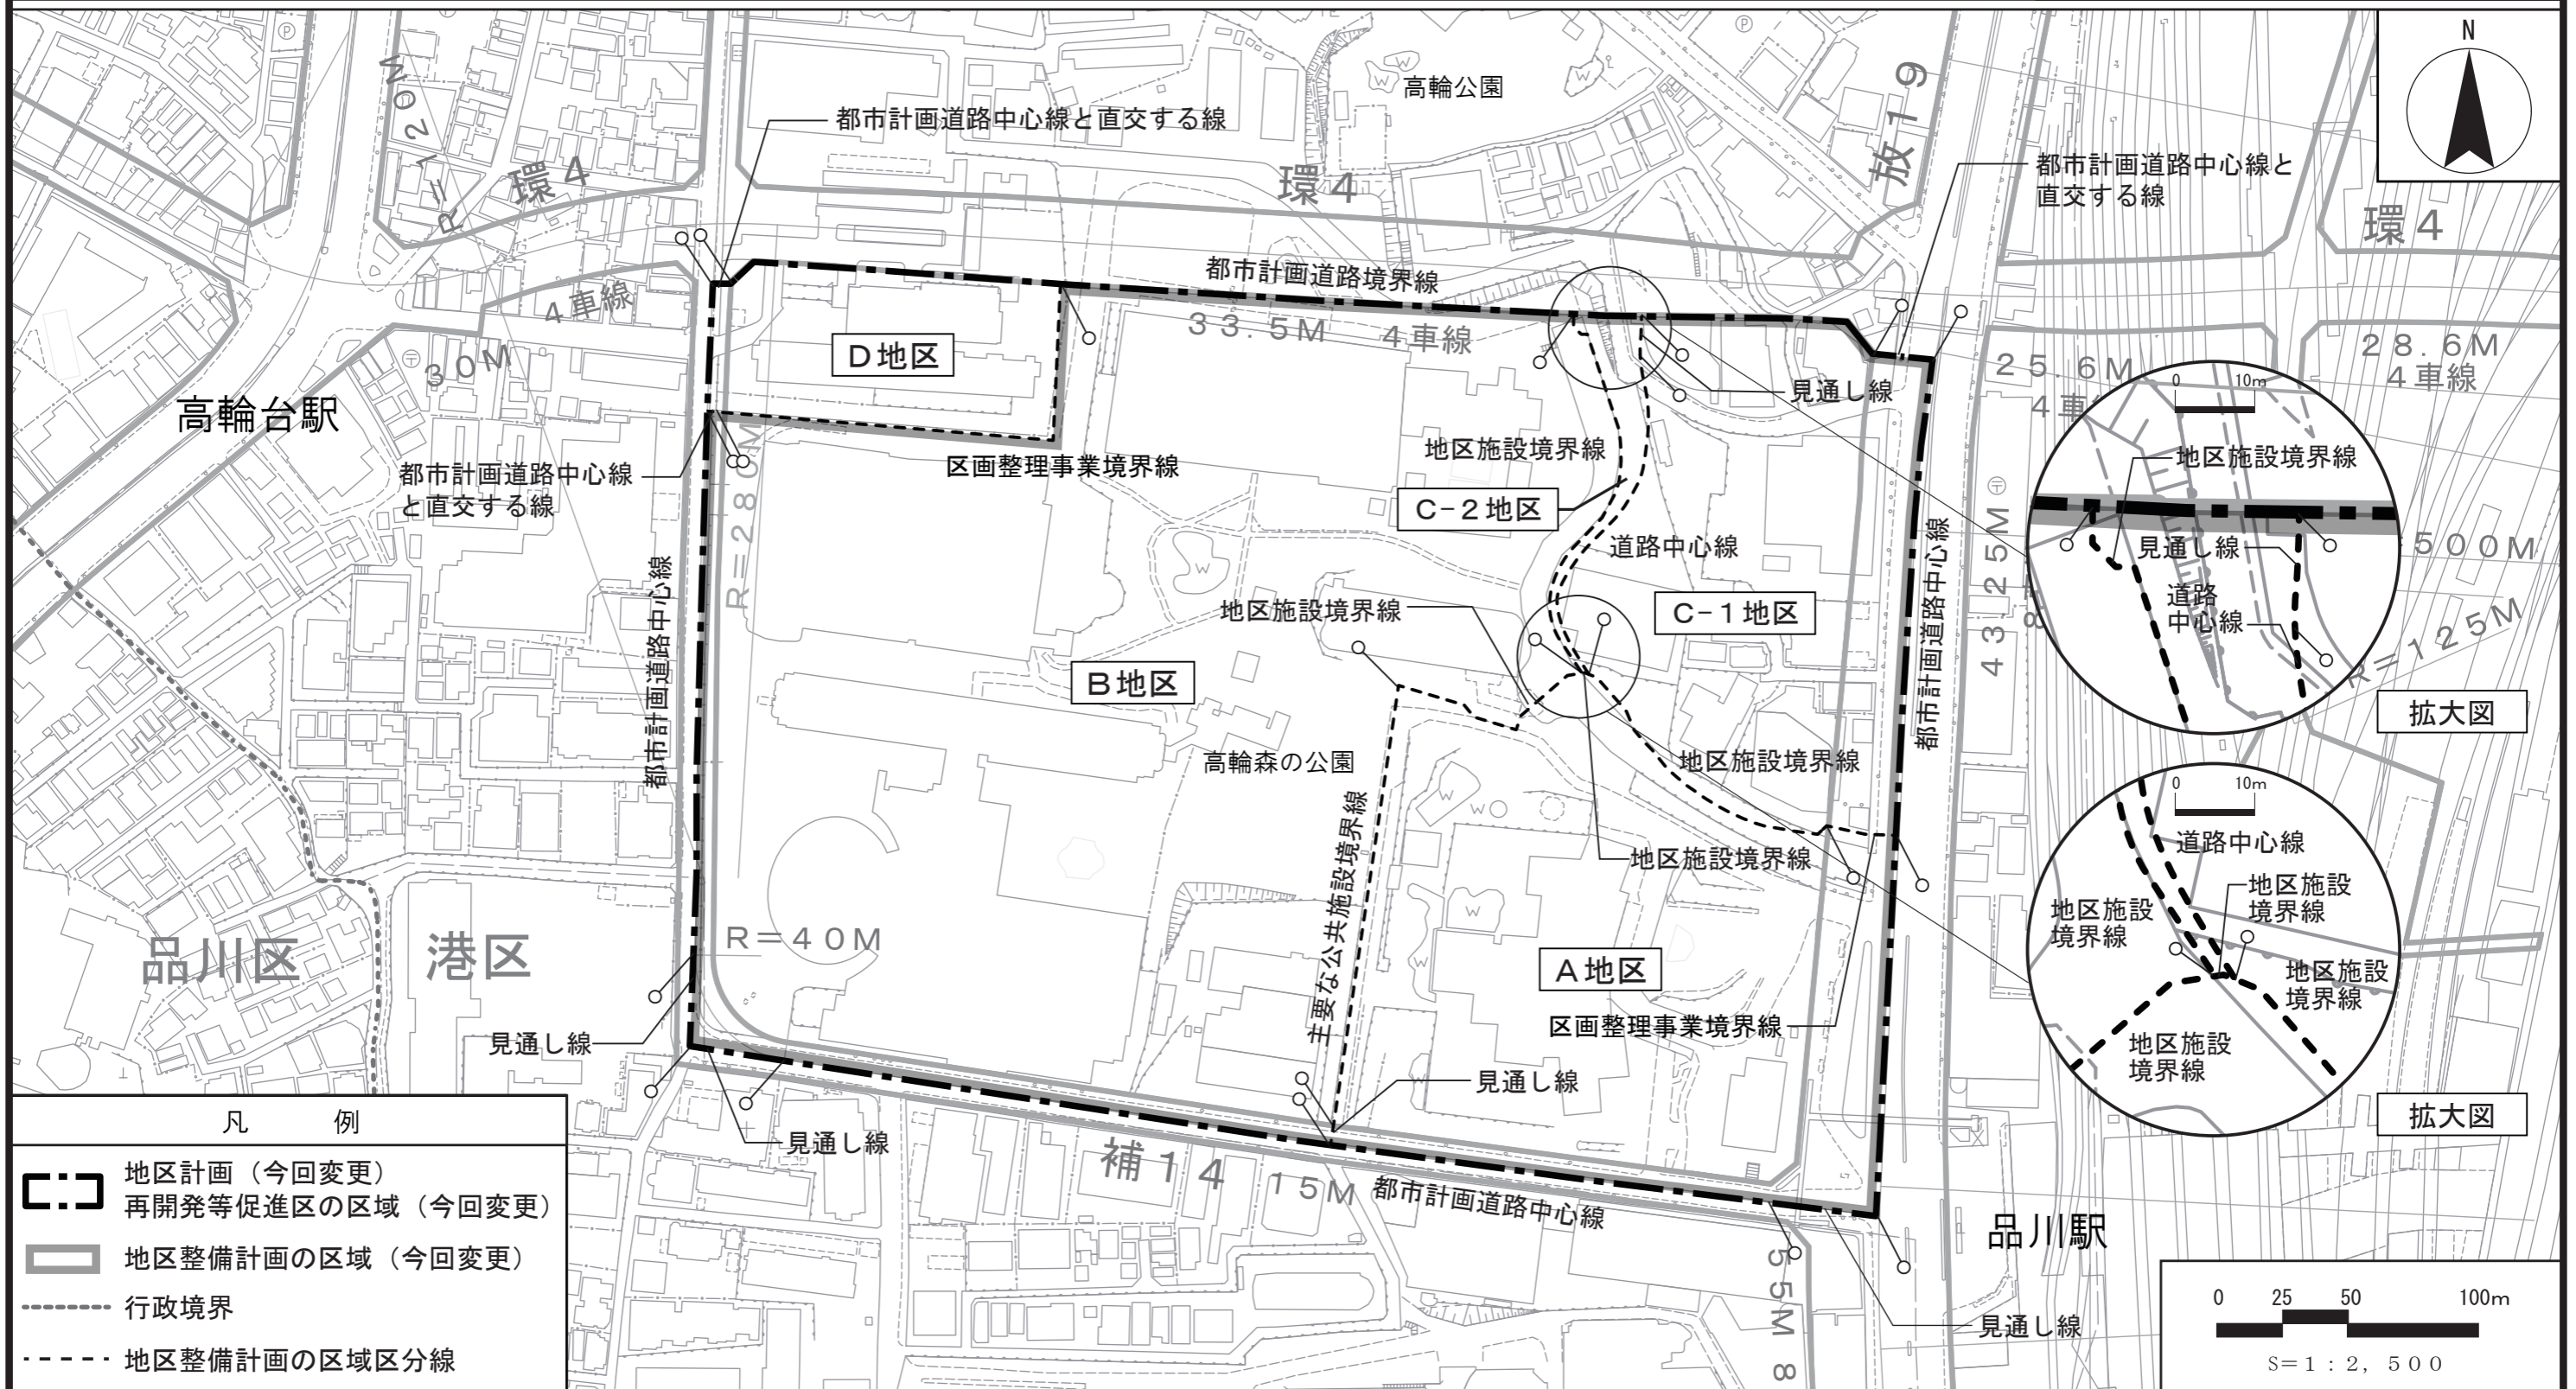 N
高輪公園
都市計画道路中心線と直交する線
都市計画道路中心線と
直交する線
放19
環4
環4
環4
R=120M
4車線
30M
都市計画道路境界線
33.5M 4車線
25.6M
4車
28.6M
4車線
D地区
高輪台駅
見通し線
都市計画道路中心線
と直交する線
区画整理事業境界線
地区施設境界線
C-2地区
道路中心線
R=280M
都市計画道路中心線
地区施設境界線
C-1地区
都市計画道路中心線
43.25M
500M
R=125M
B地区
高輪森の公園
地区施設境界線
主要な公共施設境界線
地区施設境界線
A地区
区画整理事業境界線
R=40M
品川区
港区
見通し線
見通し線
見通し線
補14 15M
都市計画道路中心線
55M
8
品川駅
見通し線
0 10m
地区施設境界線
見通し線
道路
中心線
拡大図
0 10m
道路中心線
地区施設
境界線
地区施設
境界線
地区施設
境界線
地区施設
境界線
拡大図
凡 例
地区計画（今回変更）
再開発等促進区の区域（今回変更）
地区整備計画の区域（今回変更）
行政境界
地区整備計画の区域区分線
0 25 50 100m
S=1:2,500